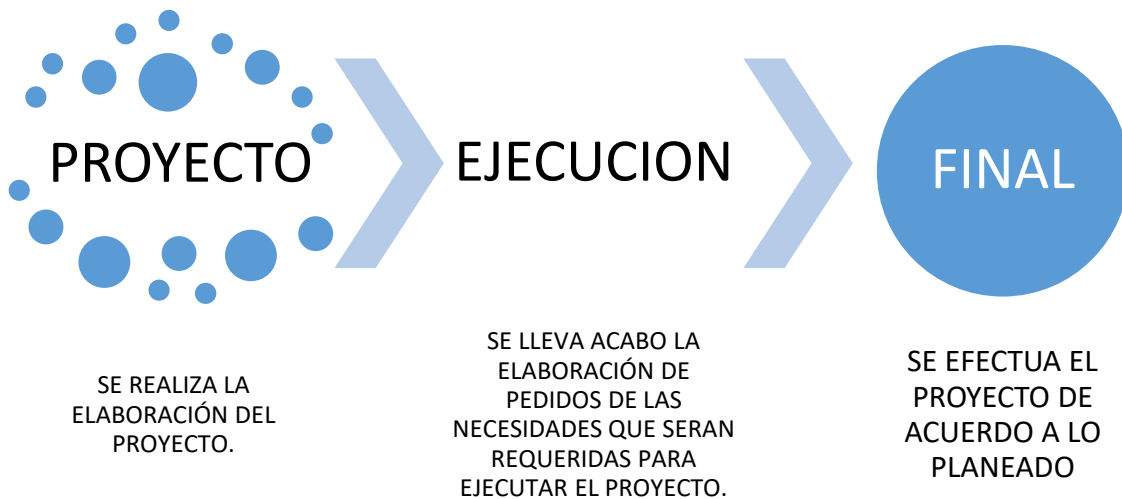 PROYECTO
EJECUCION
FINAL
SE REALIZA LA
ELABORACIÓN DEL
PROYECTO.
SE LLEVA ACABO LA
ELABORACIÓN DE
PEDIDOS DE LAS
NECESIDADES QUE SERAN
REQUERIDAS PARA
EJECUTAR EL PROYECTO.
SE EFECTUA EL
PROYECTO DE
ACUERDO A LO
PLANEADO